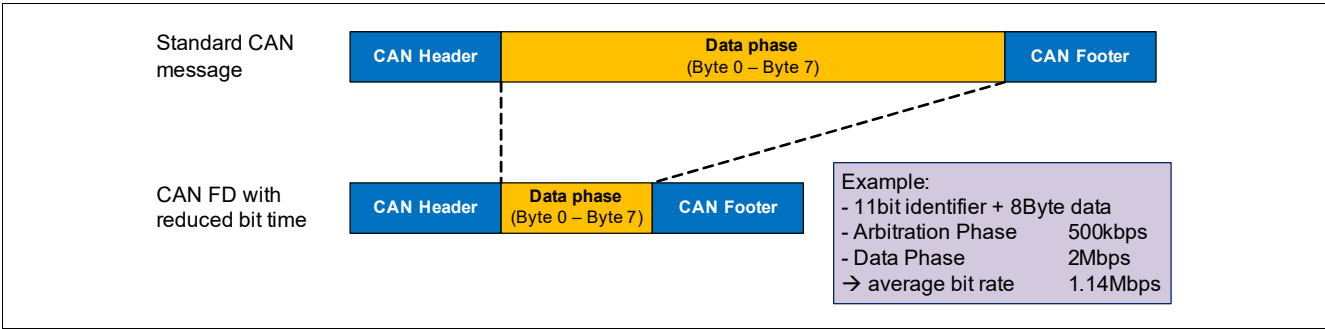 Standard CAN
message
CAN Header
Data phase
(Byte 0 – Byte 7)
CAN Footer
CAN FD with
reduced bit time
CAN Header
Data phase
(Byte 0 – Byte 7)
CAN Footer
Example:
- 11bit identifier + 8Byte data
- Arbitration Phase 500kbps
- Data Phase 2Mbps
→ average bit rate 1.14Mbps